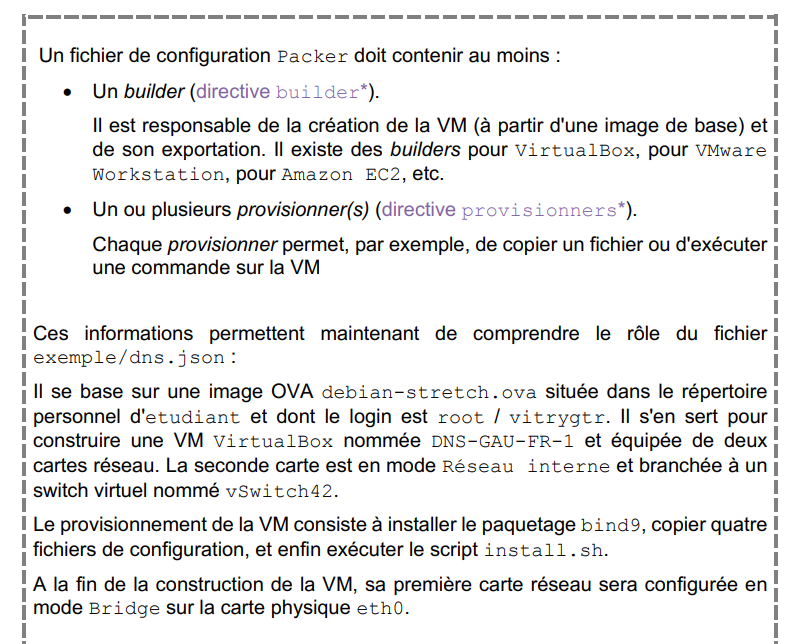 Un fichier de configuration Packer doit contenir au moins :
• Un builder (directive builder*).
Il est responsable de la création de la VM (à partir d'une image de base) et
de son exportation. Il existe des builders pour VirtualBox, pour VMware
Workstation, pour Amazon EC2, etc.
• Un ou plusieurs provisionner(s) (directive provisionners*).
Chaque provisionner permet, par exemple, de copier un fichier ou d'exécuter
une commande sur la VM
Ces informations permettent maintenant de comprendre le rôle du fichier
exemple/dns.json :
Il se base sur une image OVA debian-stretch.ova située dans le répertoire
personnel d'etudiant et dont le login est root / vitrygtr. Il s'en sert pour
construire une VM VirtualBox nommée DNS-GAU-FR-1 et équipée de deux
cartes réseau. La seconde carte est en mode Réseau interne et branchée à un
switch virtuel nommé vSwitch42.
Le provisionnement de la VM consiste à installer le paquetage bind9, copier quatre
fichiers de configuration, et enfin exécuter le script install.sh.
A la fin de la construction de la VM, sa première carte réseau sera configurée en
mode Bridge sur la carte physique eth0.